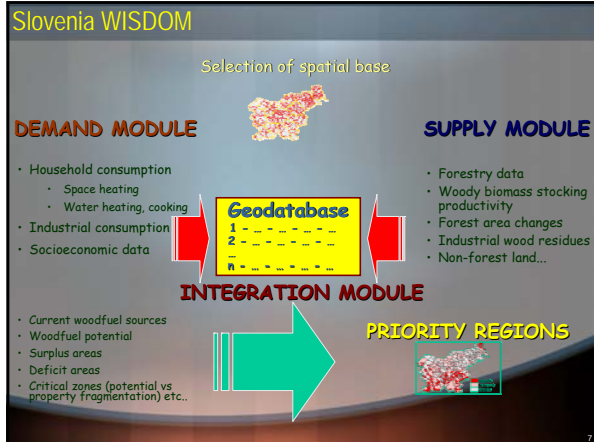 Slovenia WISDOM
Selection of spatial base
DEMAND MODULE
• Household consumption
• Space heating
• Water heating, cooking
• Industrial consumption
• Socioeconomic data
SUPPLY MODULE
• Forestry data
• Woody biomass stocking
productivity
• Forest area changes
• Industrial wood residues
• Non-forest land...
Geodatabase
1 - … - … - … - …
2 - … - … - … - …
…
n - … - … - … - …
INTEGRATION MODULE
• Current woodfuel sources
• Woodfuel potential
• Surplus areas
• Deficit areas
• Critical zones (potential vs
property fragmentation) etc..
PRIORITY REGIONS
7